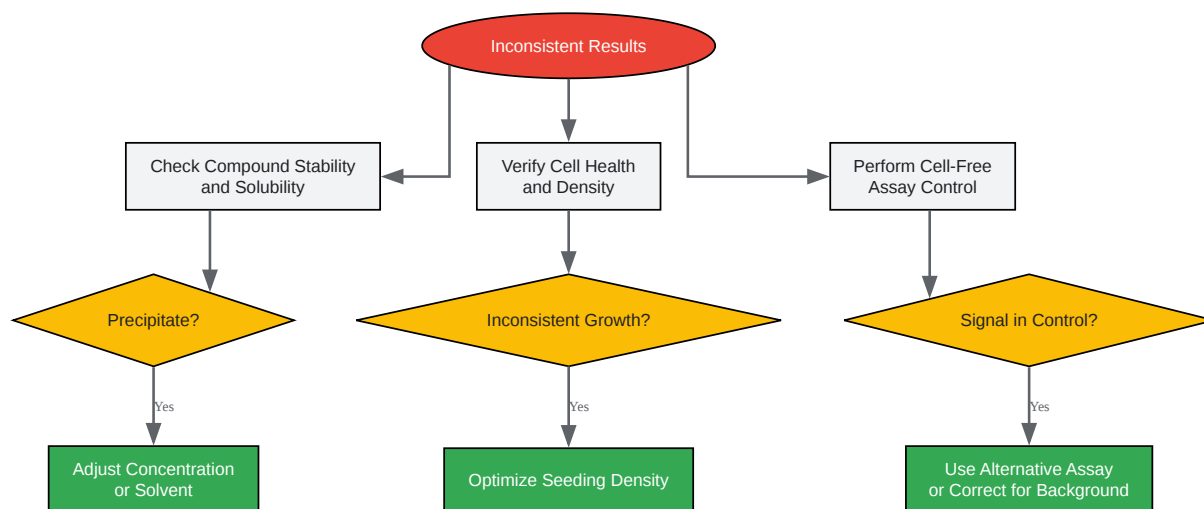 Inconsistent Results
Check Compound Stability
and Solubility
Verify Cell Health
and Density
Perform Cell-Free
Assay Control
Precipitate?
Inconsistent Growth?
Signal in Control?
Yes
Yes
Yes
Adjust Concentration
or Solvent
Optimize Seeding Density
Use Alternative Assay
or Correct for Background